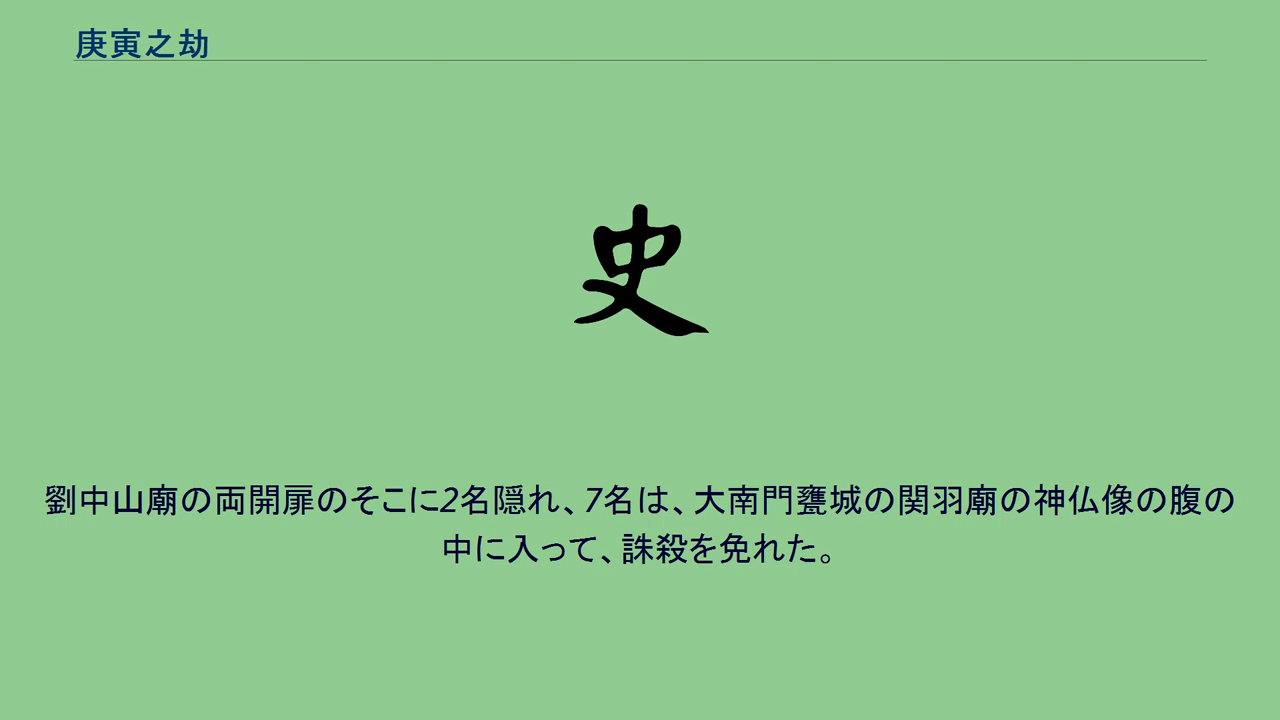 庚寅之劫
史
劉中山廟の両開扉のそこに2名隠れ、7名は、大南門甕城の関羽廟の神仏像の腹の
中に入って、誅殺を免れた。